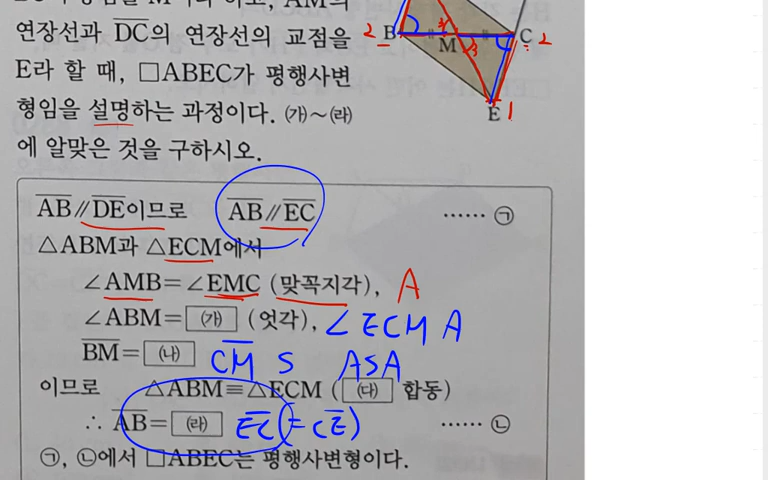 연장선과 DC의 연장선의 교점을
E라 할 때, □ABEC가 평행사변
형임을 설명하는 과정이다. ㈎~㈑
에 알맞은 것을 구하시오.
2 B M C 2
E 1
AB∥DE이므로 AB∥EC ······ ㉠
△ABM과 △ECM에서
∠AMB=∠EMC (맞꼭지각), A
∠ABM= ㈎ (엇각), ∠ECM A
BM= ㈏ CM S ASA
이므로 △ABM≡△ECM ( ㈐ 합동)
∴ AB= ㈑ EC(=CE) ······ ㉡
㉠, ㉡에서 □ABEC는 평행사변형이다.